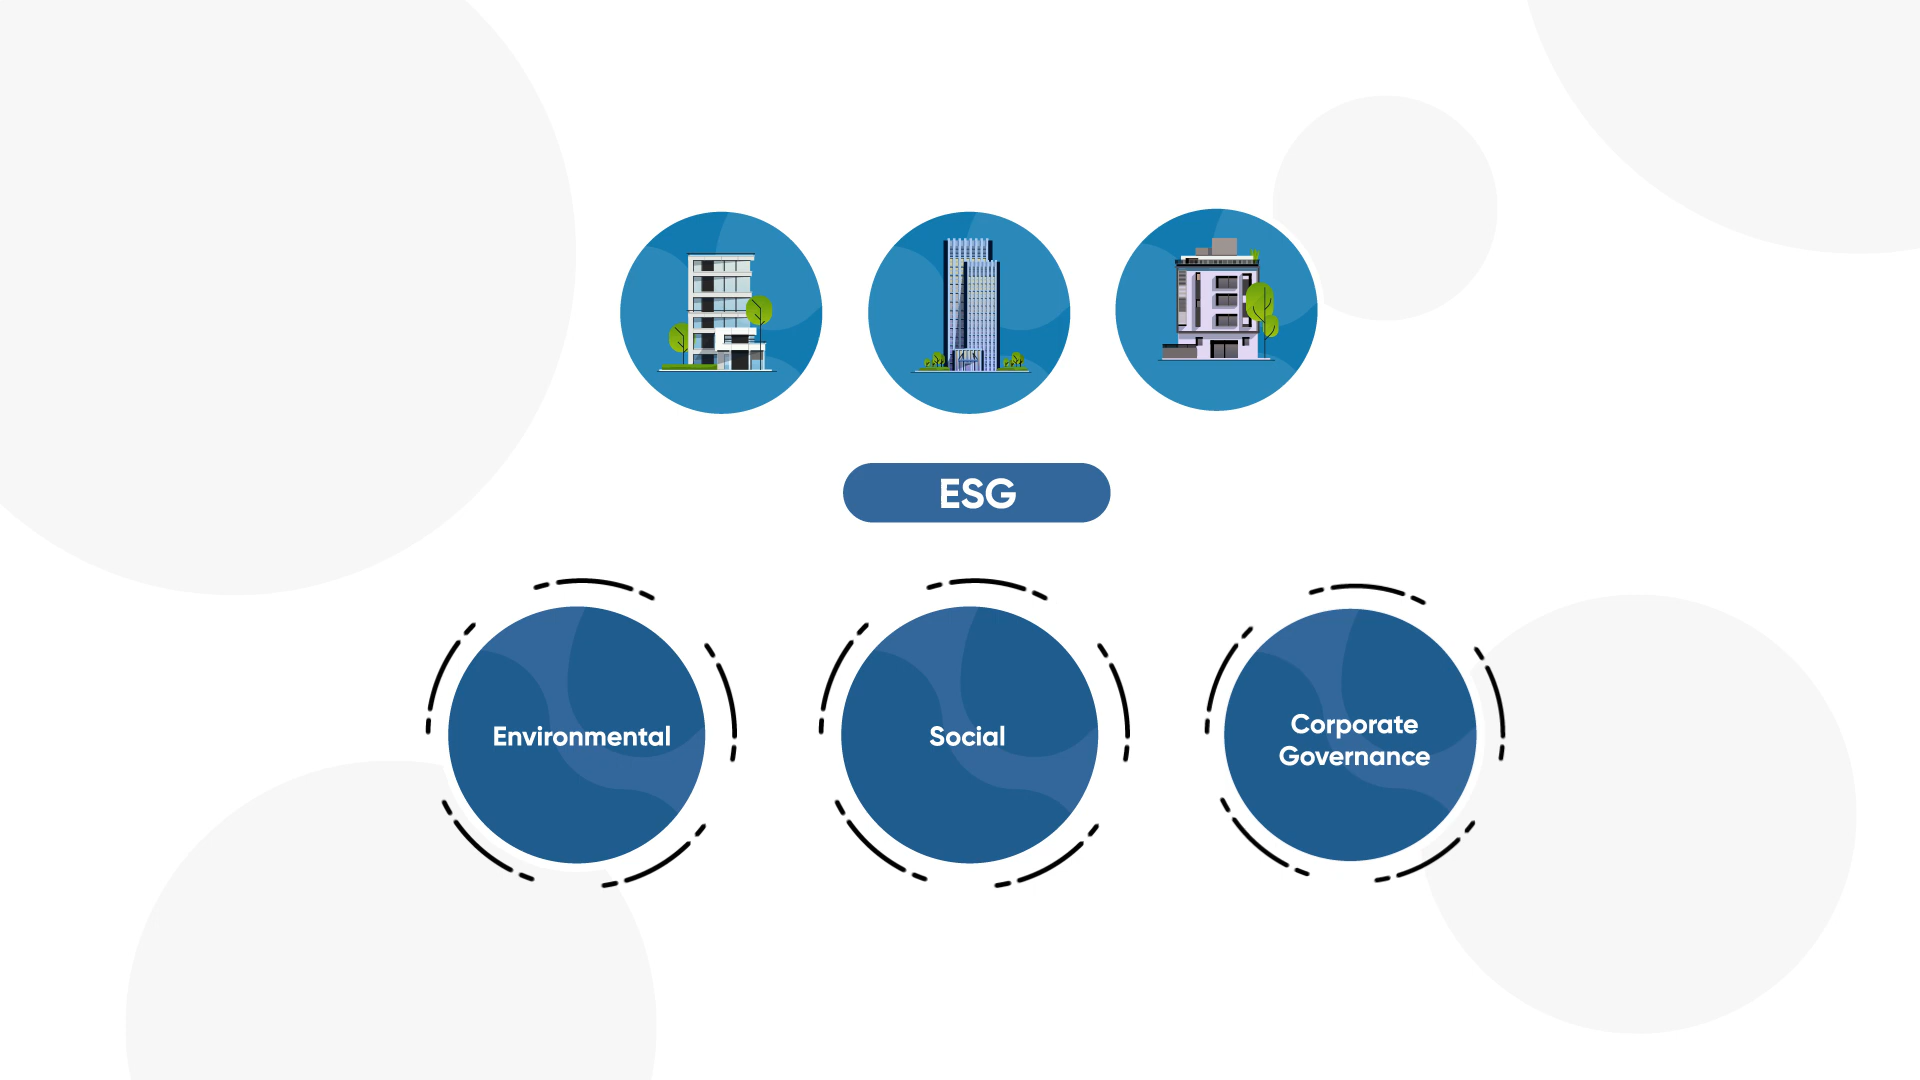 ESG
Environmental
Social
Corporate
Governance